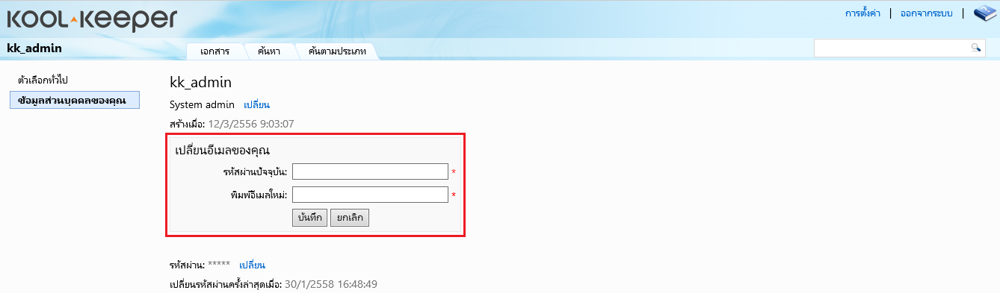 KOOL-KEEPER
การตั้งค่า | ออกจากระบบ |
kk_admin
เอกสาร ค้นหา ค้นตามประเภท
ตัวเลือกทั่วไป
ข้อมูลส่วนบุคคลของคุณ
kk_admin
System admin เปลี่ยน
สร้างเมื่อ: 12/3/2556 9:03:07
เปลี่ยนอีเมลของคุณ
รหัสผ่านปัจจุบัน: *
พิมพ์อีเมลใหม่: *
บันทึก ยกเลิก
รหัสผ่าน: ***** เปลี่ยน
เปลี่ยนรหัสผ่านครั้งล่าสุดเมื่อ: 30/1/2558 16:48:49